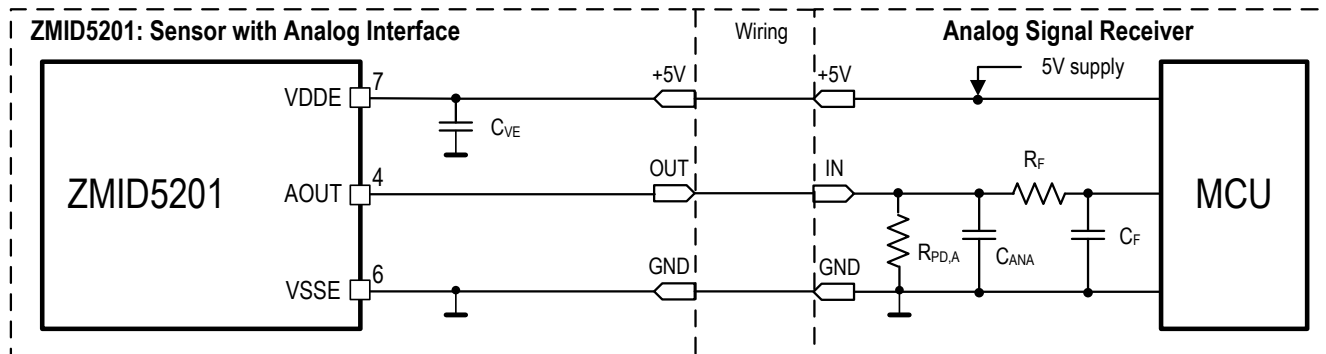 ZMID5201: Sensor with Analog Interface
Wiring
Analog Signal Receiver
7
VDDE
+5V
+5V
5V supply
CVE
4
AOUT
OUT
IN
RF
ZMID5201
MCU
RPD,A
CANA
CF
6
VSSE
GND
GND